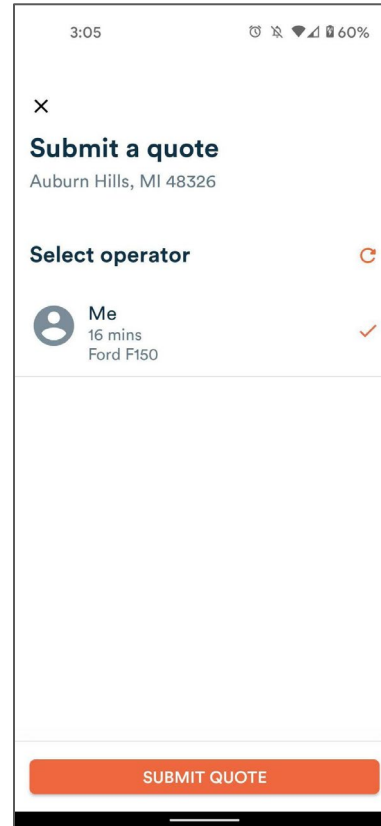 3:05
60%
Submit a quote
Auburn Hills, MI 48326
Select operator
Me
16 mins
Ford F150
SUBMIT QUOTE